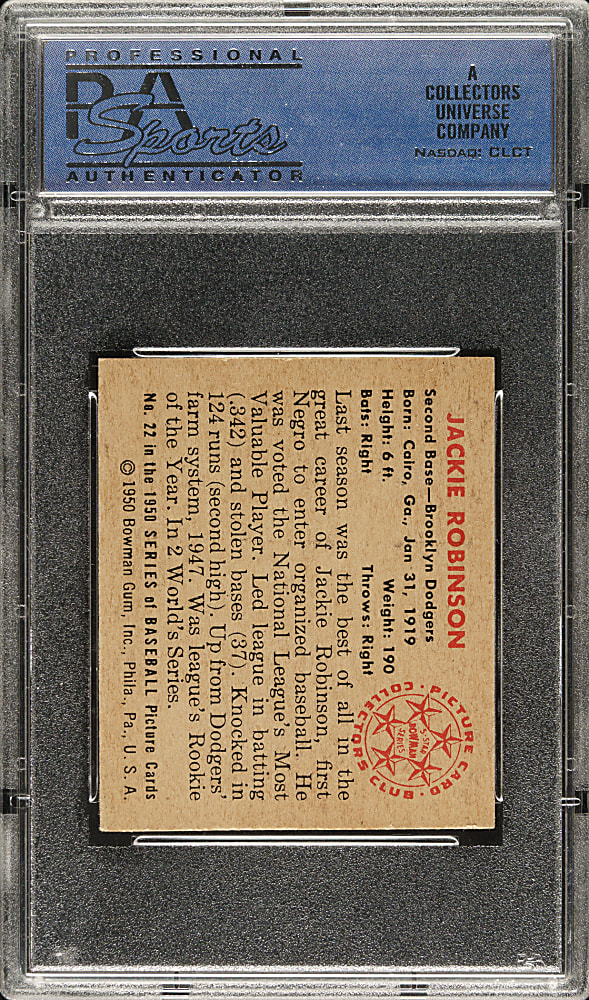 PROFESSIONAL
PSA
Sports
AUTHENTICATOR
A
COLLECTORS
UNIVERSE
COMPANY
NASDAQ: CLCT
JACKIE ROBINSON
Second Base—Brooklyn Dodgers
Born: Cairo, Ga., Jan 31, 1919
Height: 6 ft. Weight: 190
Bats: Right Throws: Right
PICTURE CARD
COLLECTORS CLUB
5-STAR
BOWMAN
SERIES
Last season was the best of all in the
great career of Jackie Robinson, first
Negro to enter organized baseball. He
was voted the National League's Most
Valuable Player. Led league in batting
(.342) and stolen bases (37). Knocked in
124 runs (second high). Up from Dodgers'
farm system, 1947. Was league's Rookie
of the Year. In 2 World's Series.
No. 22 in the 1950 SERIES of BASEBALL Picture Cards
© 1950 Bowman Gum, Inc., Phila., Pa., U. S. A.